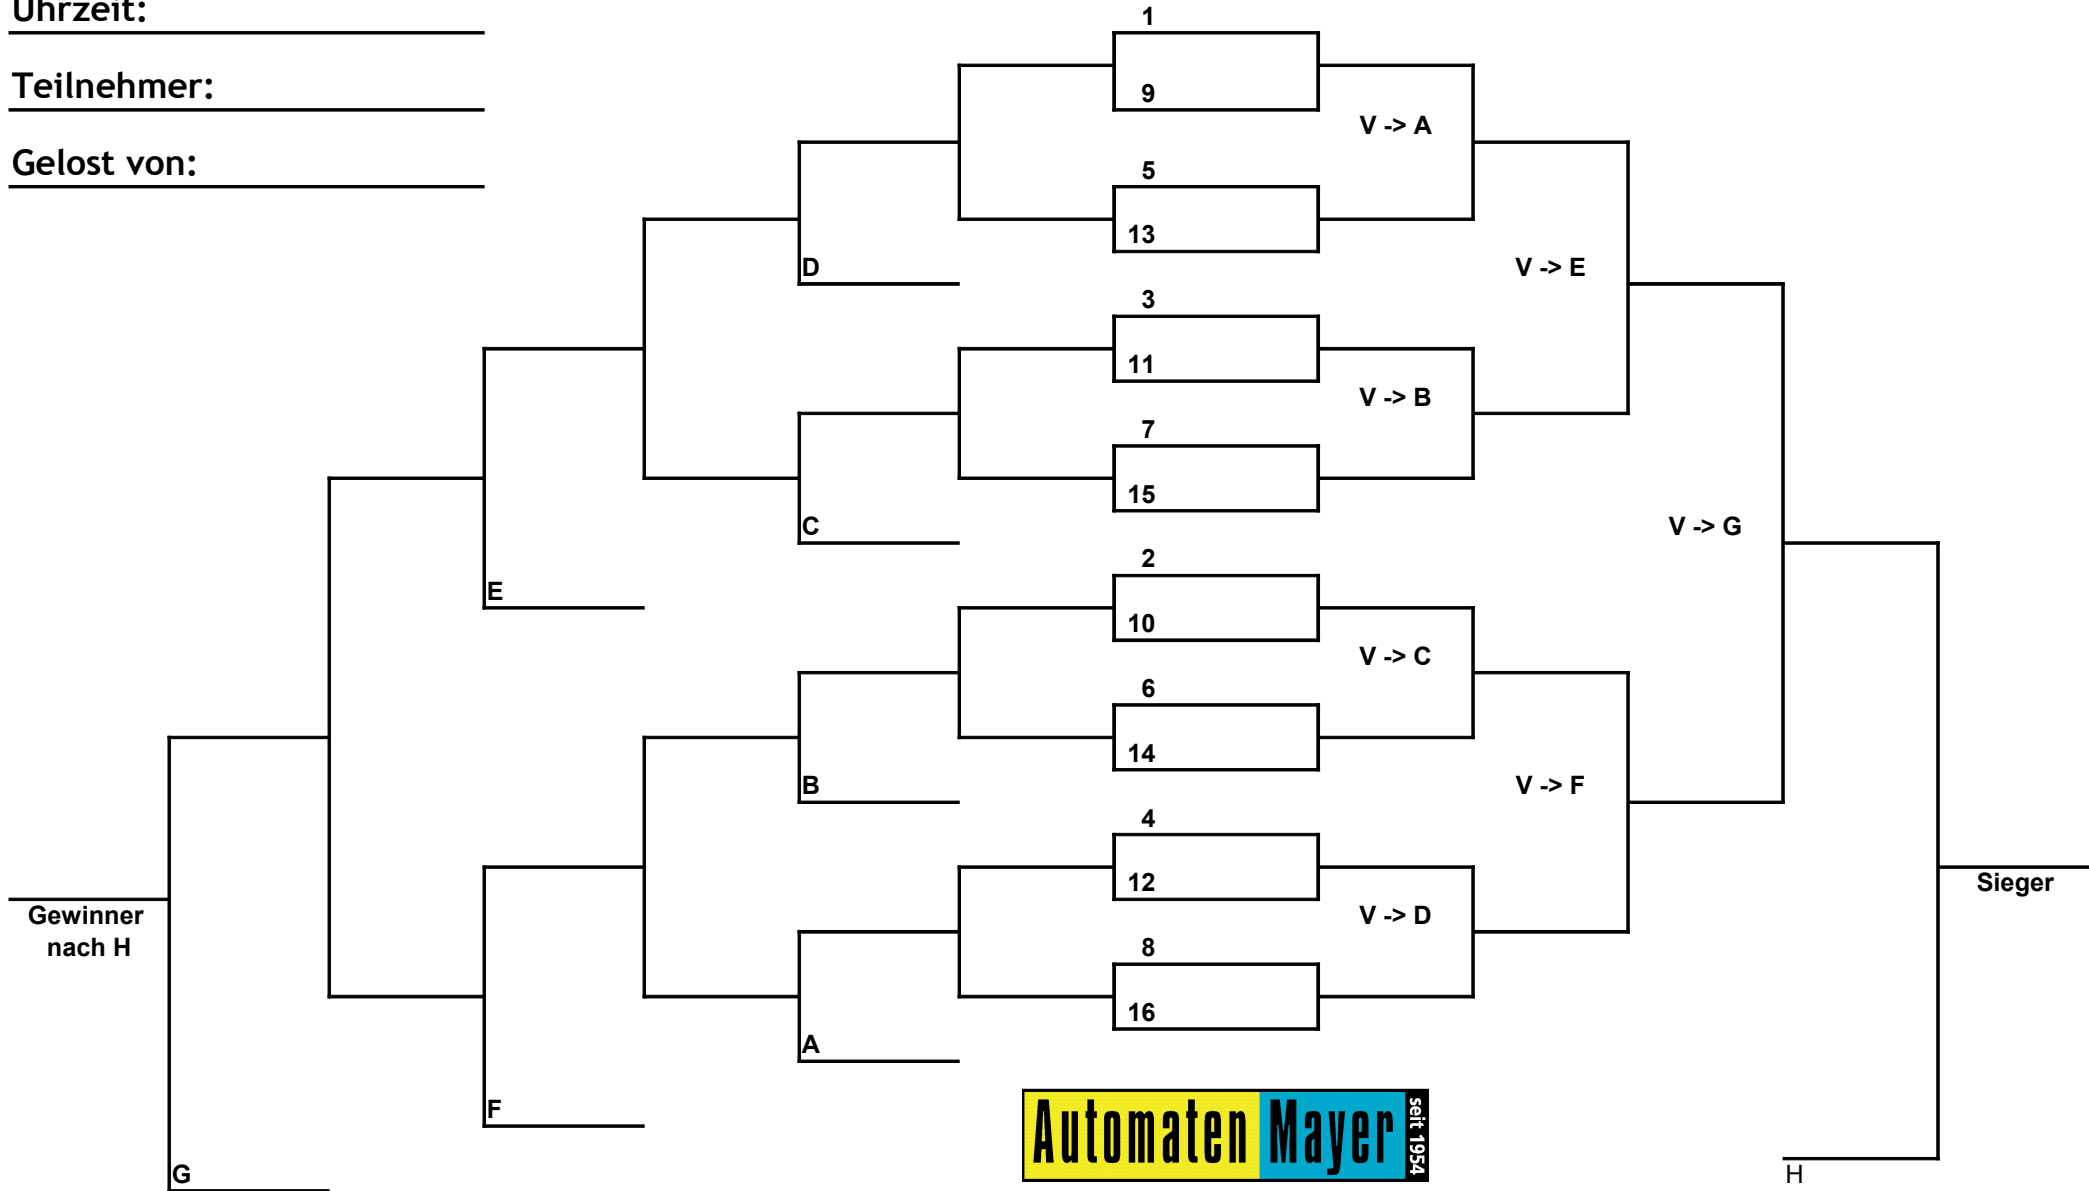 Uhrzeit:
Teilnehmer:
Gelost von:
1
9
V -> A
5
13
D
V -> E
3
11
V -> B
7
15
C
V -> G
2
E
10
V -> C
6
14
B
V -> F
4
12
Sieger
Gewinner
nach H
V -> D
8
16
A
F
Automaten Mayer seit 1954
G
H